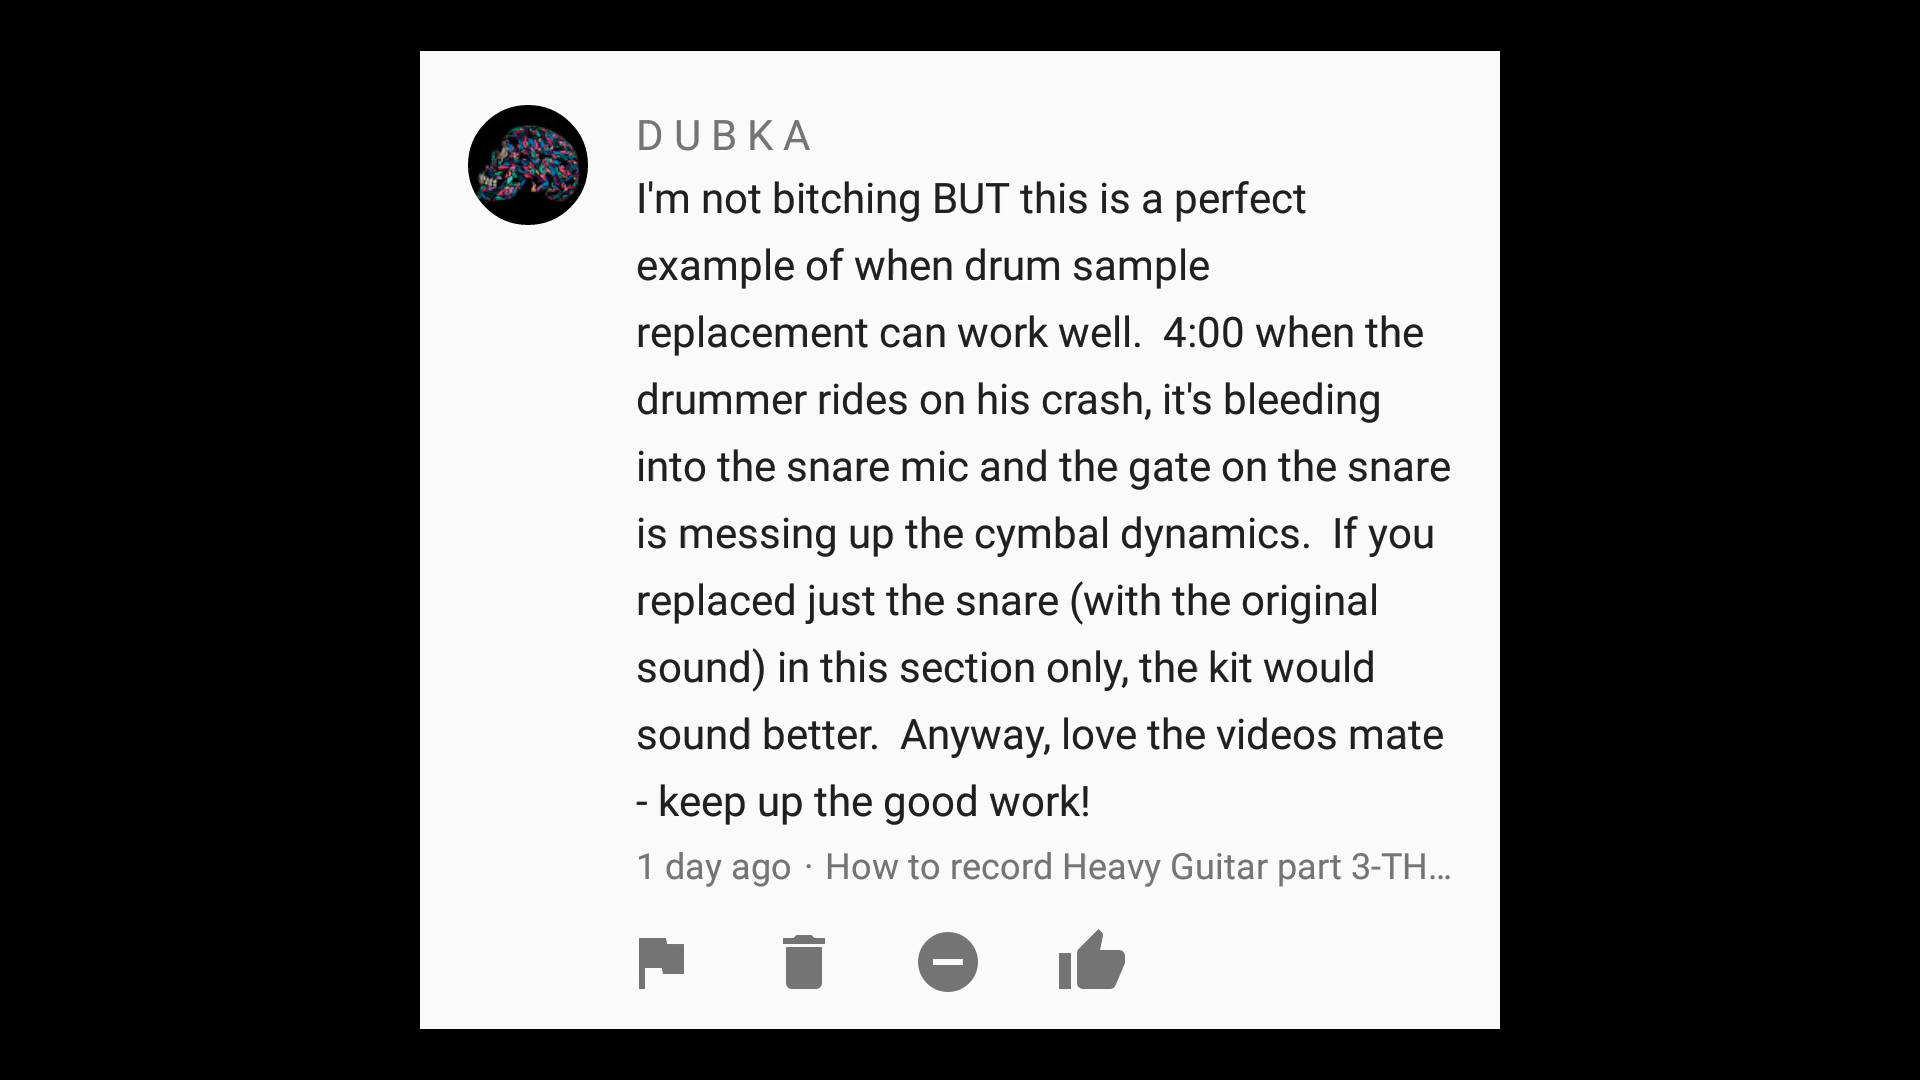 D U B K A
I'm not bitching BUT this is a perfect
example of when drum sample
replacement can work well.  4:00 when the
drummer rides on his crash, it's bleeding
into the snare mic and the gate on the snare
is messing up the cymbal dynamics.  If you
replaced just the snare (with the original
sound) in this section only, the kit would
sound better.  Anyway, love the videos mate
- keep up the good work!
1 day ago · How to record Heavy Guitar part 3-TH...